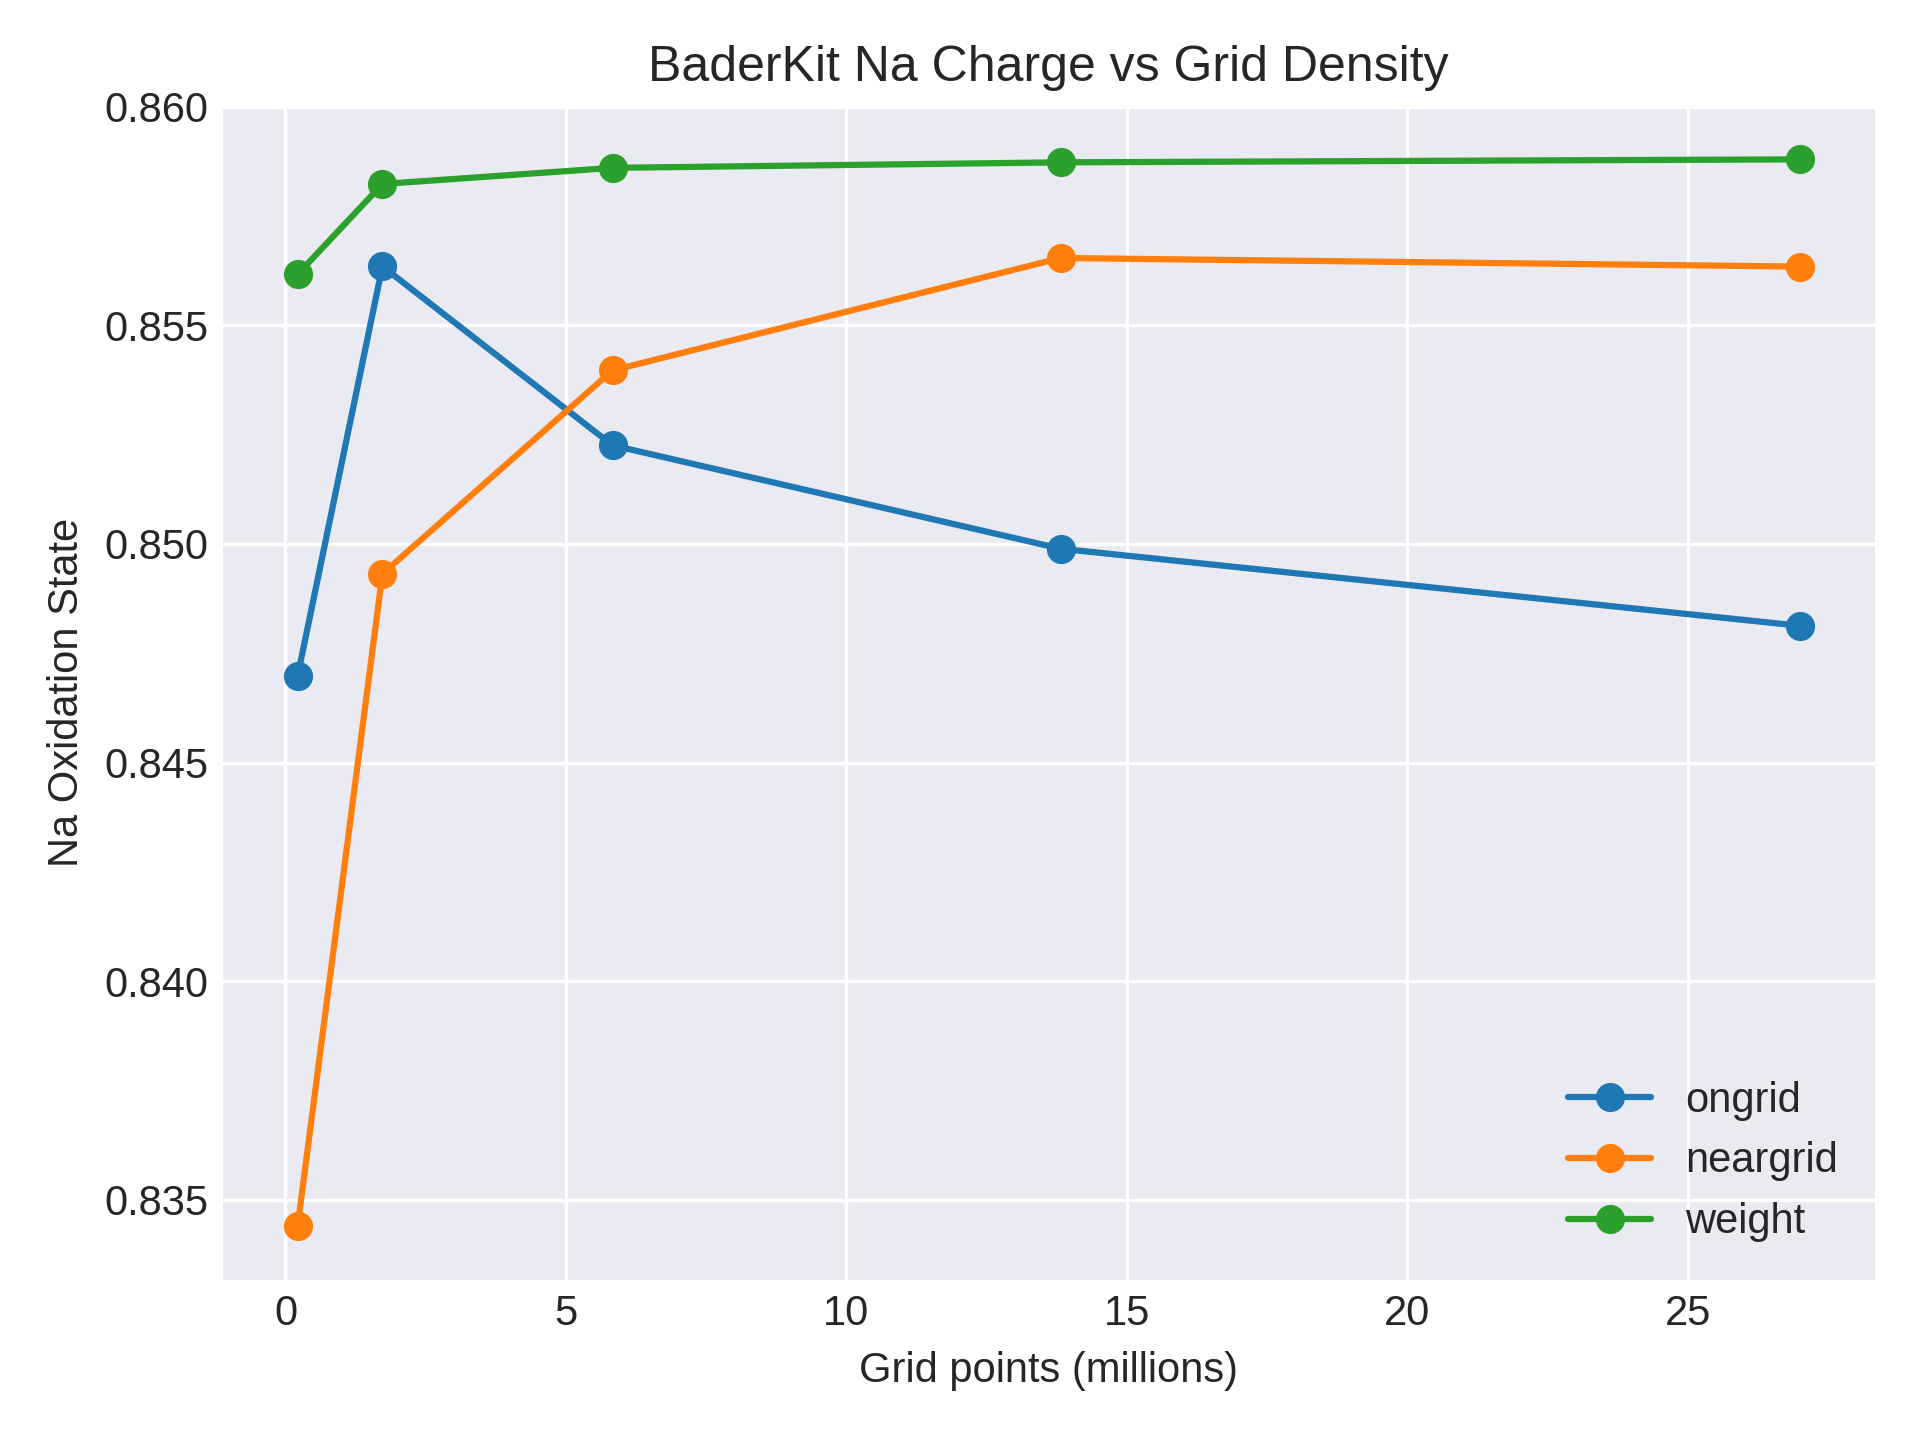 BaderKit Na Charge vs Grid Density
0.860
0.855
0.850
0.845
0.840
0.835
Na Oxidation State
0 5 10 15 20 25
Grid points (millions)
ongrid
neargrid
weight